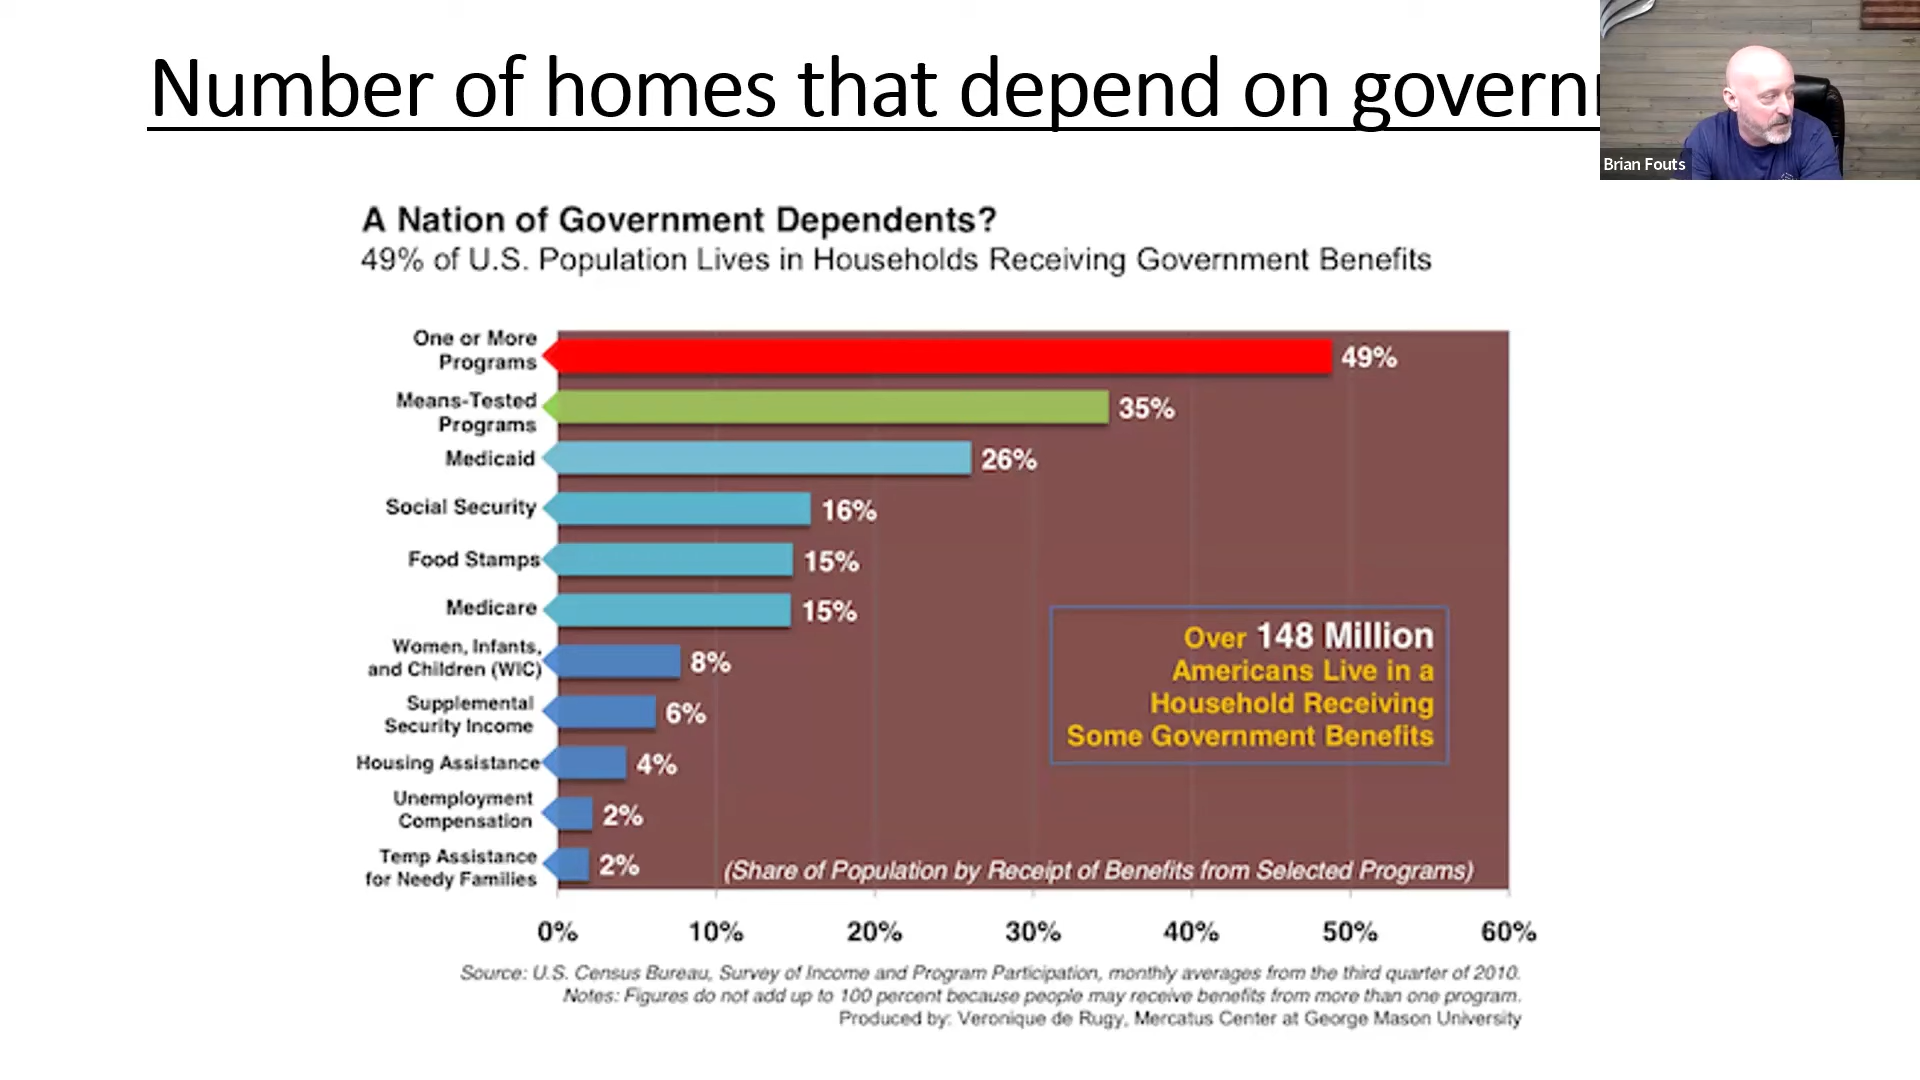 Number of homes that depend on govern
Brian Fouts
A Nation of Government Dependents?
49% of U.S. Population Lives in Households Receiving Government Benefits
One or More
Programs
49%
Means-Tested
Programs
35%
Medicaid
26%
Social Security
16%
Food Stamps
15%
Medicare
15%
Women, Infants,
and Children (WIC)
8%
Supplemental
Security Income
6%
Housing Assistance
4%
Unemployment
Compensation
2%
Temp Assistance
for Needy Families
2%
Over 148 Million
Americans Live in a
Household Receiving
Some Government Benefits
(Share of Population by Receipt of Benefits from Selected Programs)
0% 10% 20% 30% 40% 50% 60%
Source: U.S. Census Bureau, Survey of Income and Program Participation, monthly averages from the third quarter of 2010.
Notes: Figures do not add up to 100 percent because people may receive benefits from more than one program.
Produced by: Veronique de Rugy, Mercatus Center at George Mason University